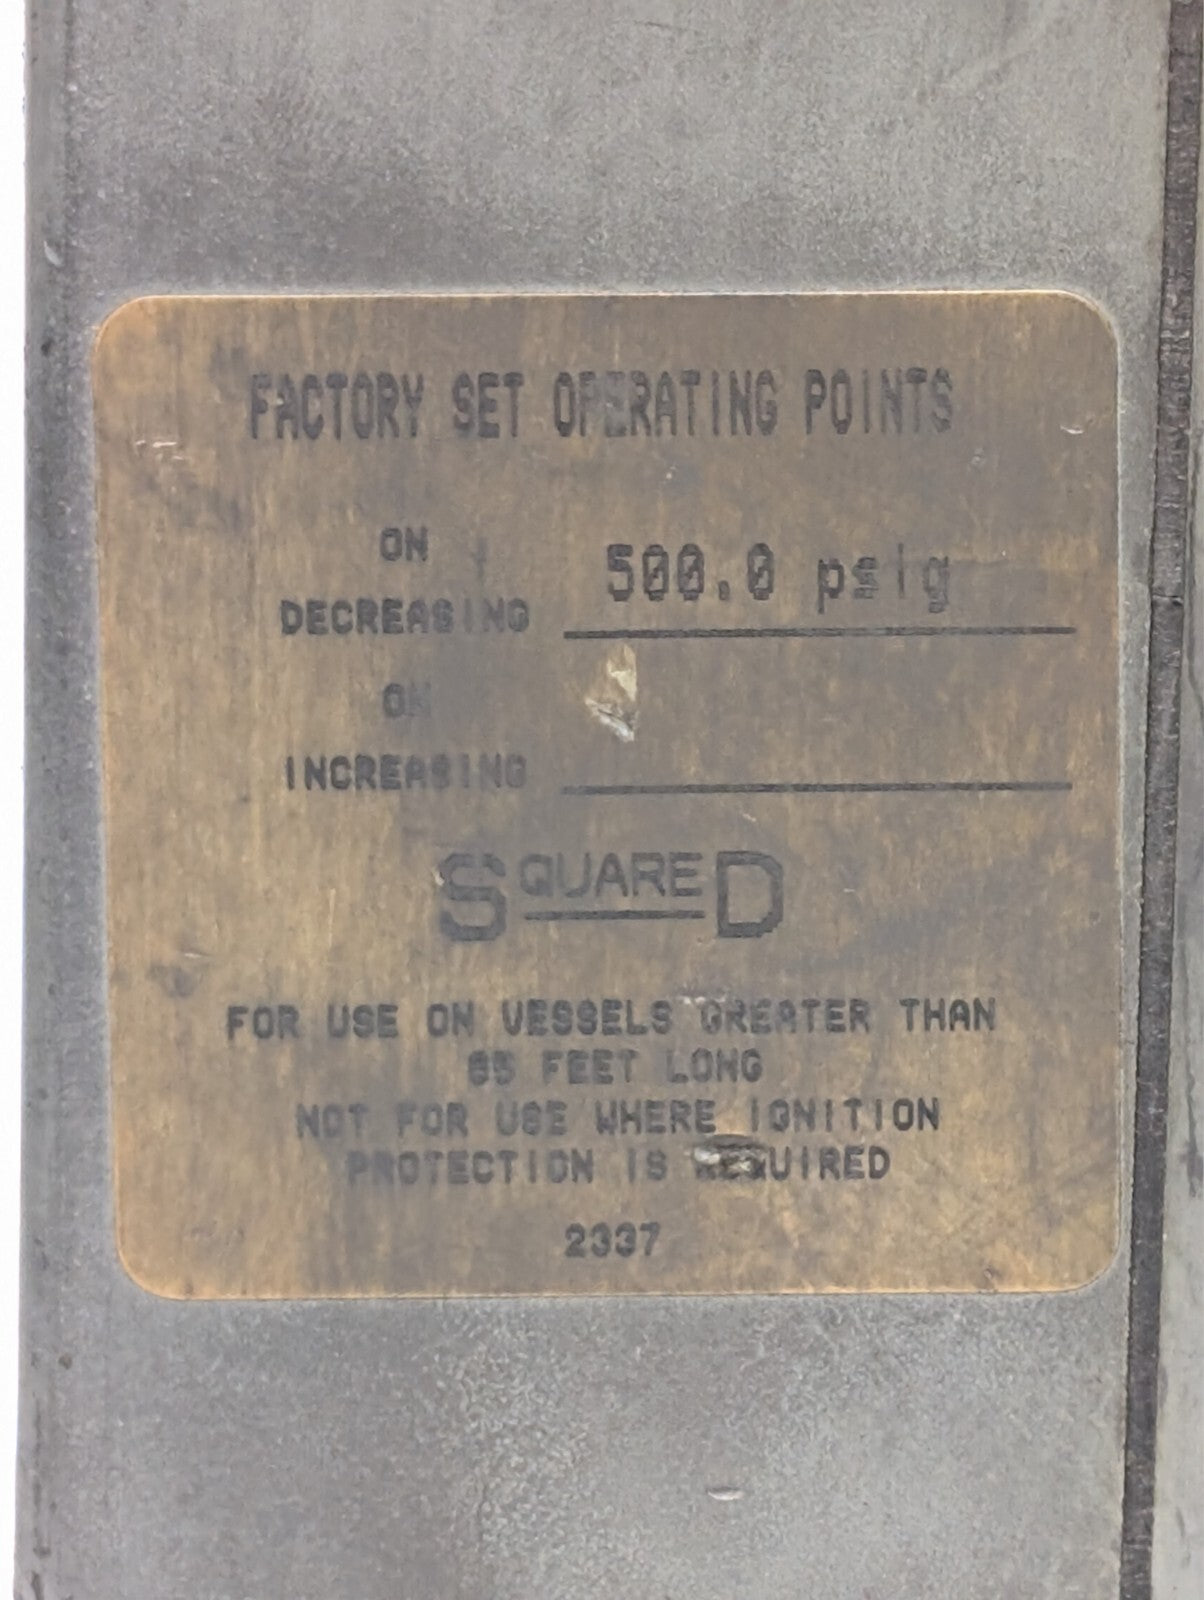 FACTORY SET OPERATING POINTS
ON
DECREASING 500.0 psig
ON
INCREASING
SQUARE D
FOR USE ON VESSELS GREATER THAN
65 FEET LONG
NOT FOR USE WHERE IGNITION
PROTECTION IS REQUIRED
2337